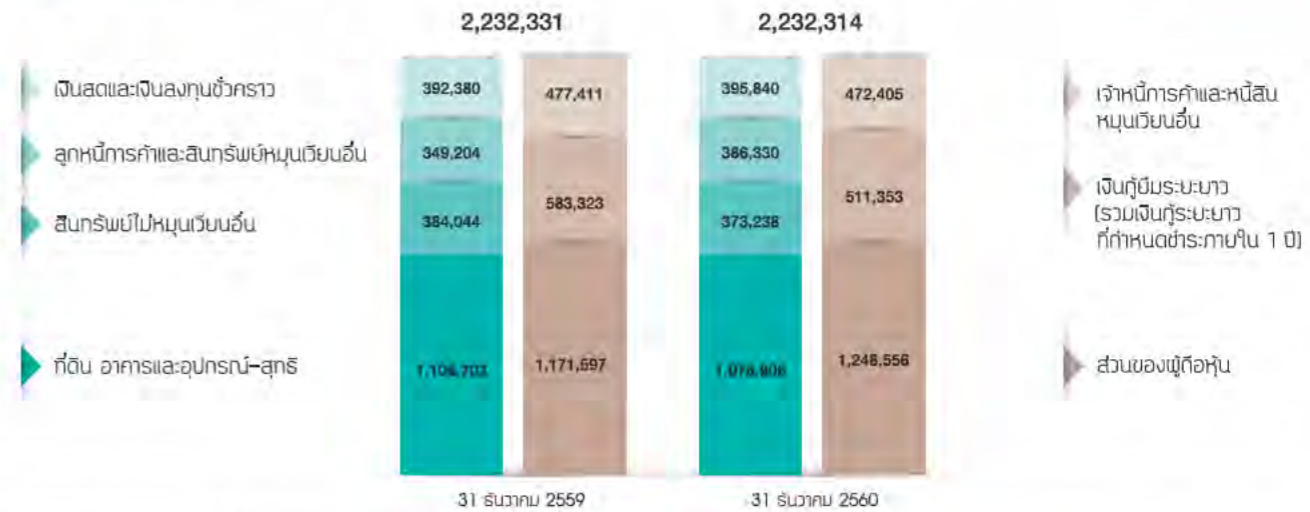 2,232,331
2,232,314
เงินสดและเงินลงทุนชั่วคราว
ลูกหนี้การค้าและสินทรัพย์หมุนเวียนอื่น
สินทรัพย์ไม่หมุนเวียนอื่น
ที่ดิน อาคารและอุปกรณ์-สุทธิ
392,380
349,204
384,044
1,106,703
477,411
583,323
1,171,597
31 ธันวาคม 2559
395,840
386,330
373,238
1,076,906
472,405
511,353
1,248,556
31 ธันวาคม 2560
เจ้าหนี้การค้าและหนี้สิน
หมุนเวียนอื่น
เงินกู้ยืมระยะยาว
(รวมเงินกู้ระยะยาว
ที่กำหนดชำระภายใน 1 ปี)
ส่วนของผู้ถือหุ้น